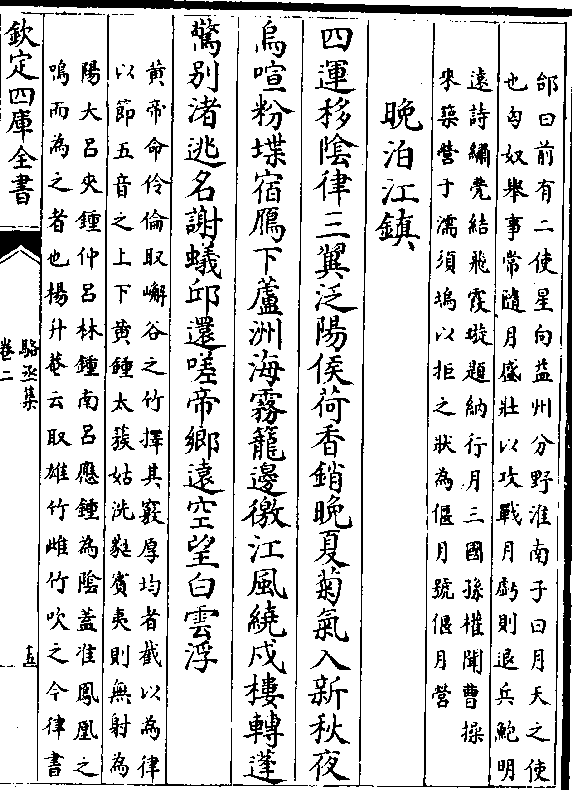 郃曰前有二使星向益州分野淮南子曰月天之使
也匈奴舉事常隨月盛壯以攻戰月虧則退兵鮑明
遠詩繡甍結飛霞璇題納行月三國孫權聞曹操
來築營于濡須塢以拒之狀為偃月號偃月營
晚泊江鎮
四運移陰律三翼泛陽侯荷香銷晚夏菊氣入新秋夜
烏喧粉堞宿鴈下蘆洲海霧籠邊徼江風繞戍樓轉蓬
驚别渚逃名謝蟻邱還嗟帝鄉遠空望白雲浮
黄帝命伶倫取嶰谷之竹擇其竅厚均者截以為律
以節五音之上下黄鍾太蔟姑洗蕤賓夷則無射為
陽大吕夾鍾仲吕林鍾南吕應鍾為陰蓋准鳳凰之
鳴而為之者也楊升菴云取雄竹雌竹吹之今律書
欽定四庫全書
駱丞集
卷二
十五